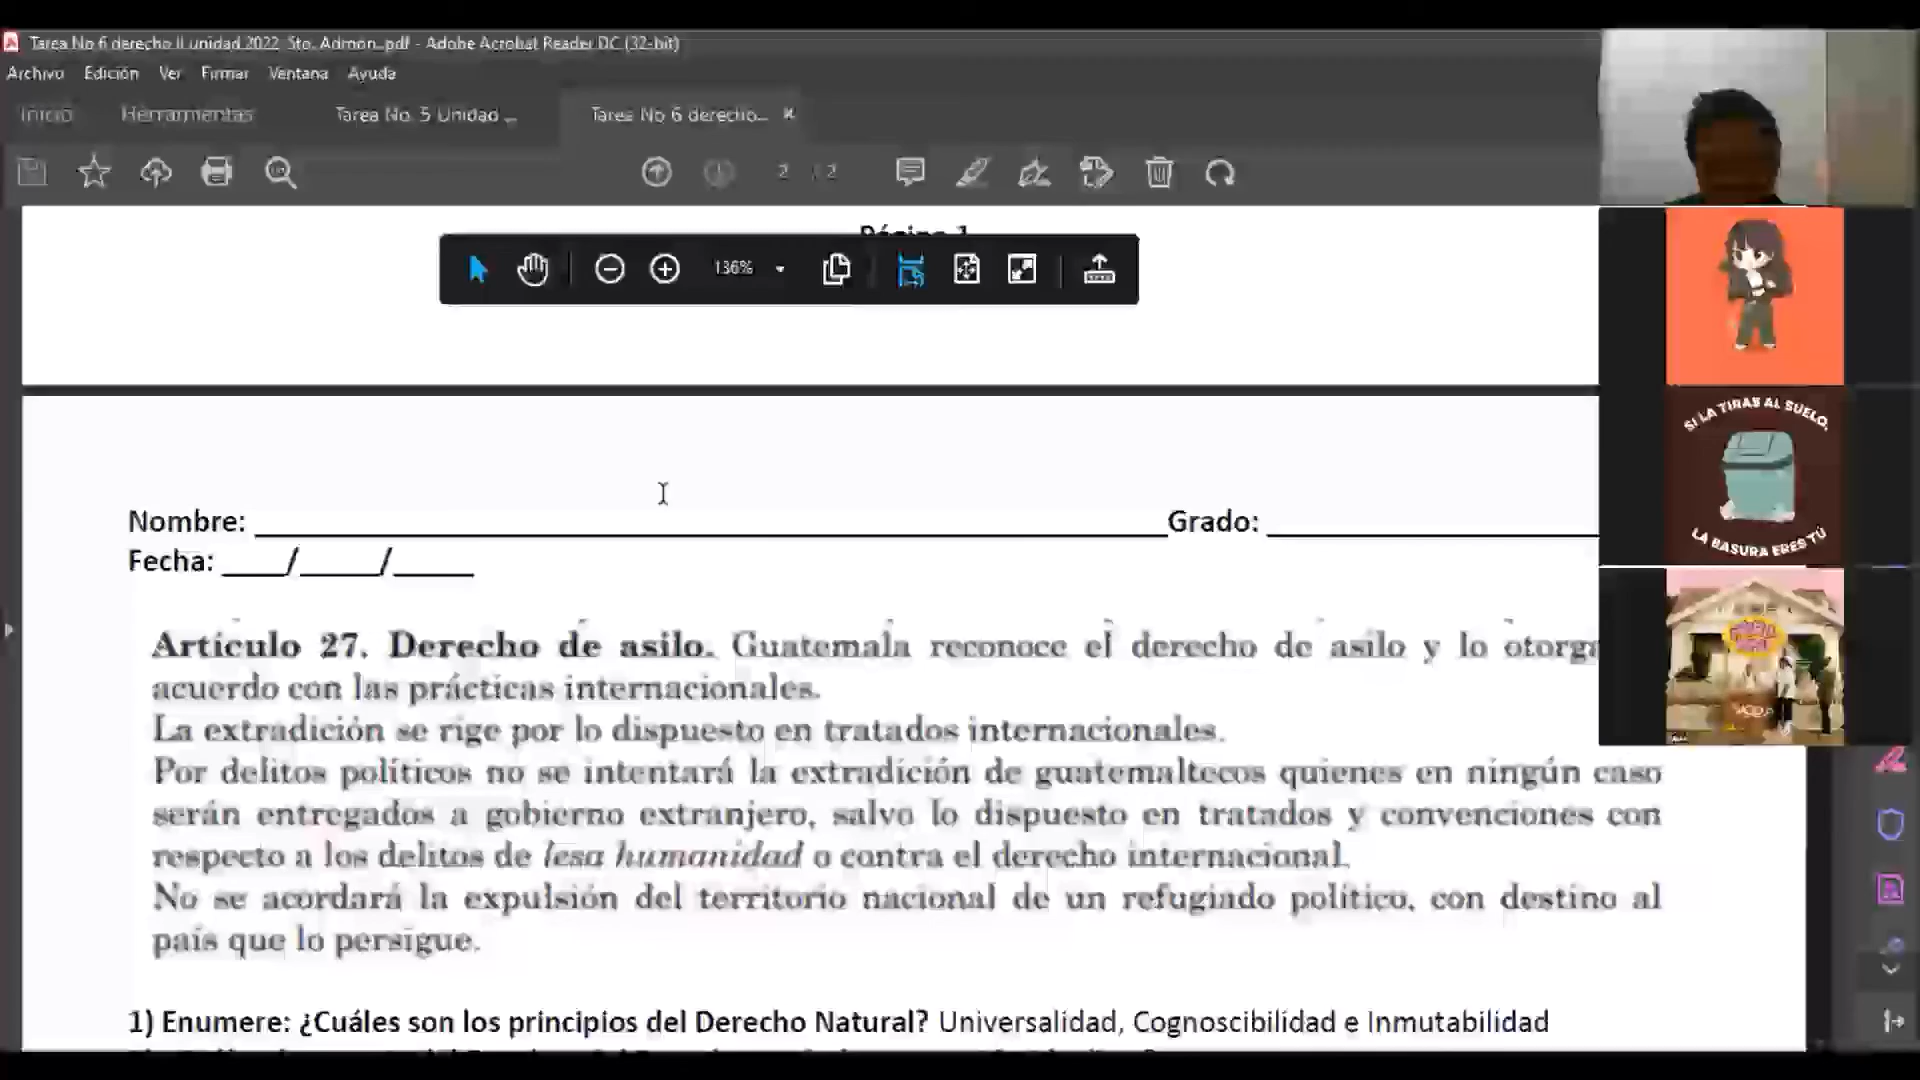 Tarea No 6 derecho II unidad 2022 5to. Admon_.pdf - Adobe Acrobat Reader DC (32-bit)
Archivo Edición Ver Firmar Ventana Ayuda
Inicio Herramientas Tarea No. 5 Unidad ... Tarea No 6 derecho...
2 / 2
Página 1
136%
SI LA TIRAS AL SUELO,
LA BASURA ERES TÚ
Nombre: Grado:
Fecha: ____/_____/_____
Artículo 27. Derecho de asilo. Guatemala reconoce el derecho de asilo y lo otorg
acuerdo con las prácticas internacionales.
La extradición se rige por lo dispuesto en tratados internacionales.
Por delitos políticos no se intentará la extradición de guatemaltecos quienes en ningún caso
serán entregados a gobierno extranjero, salvo lo dispuesto en tratados y convenciones con
respecto a los delitos de lesa humanidad o contra el derecho internacional.
No se acordará la expulsión del territorio nacional de un refugiado político, con destino al
país que lo persigue.
1) Enumere: ¿Cuáles son los principios del Derecho Natural? Universalidad, Cognoscibilidad e Inmutabilidad